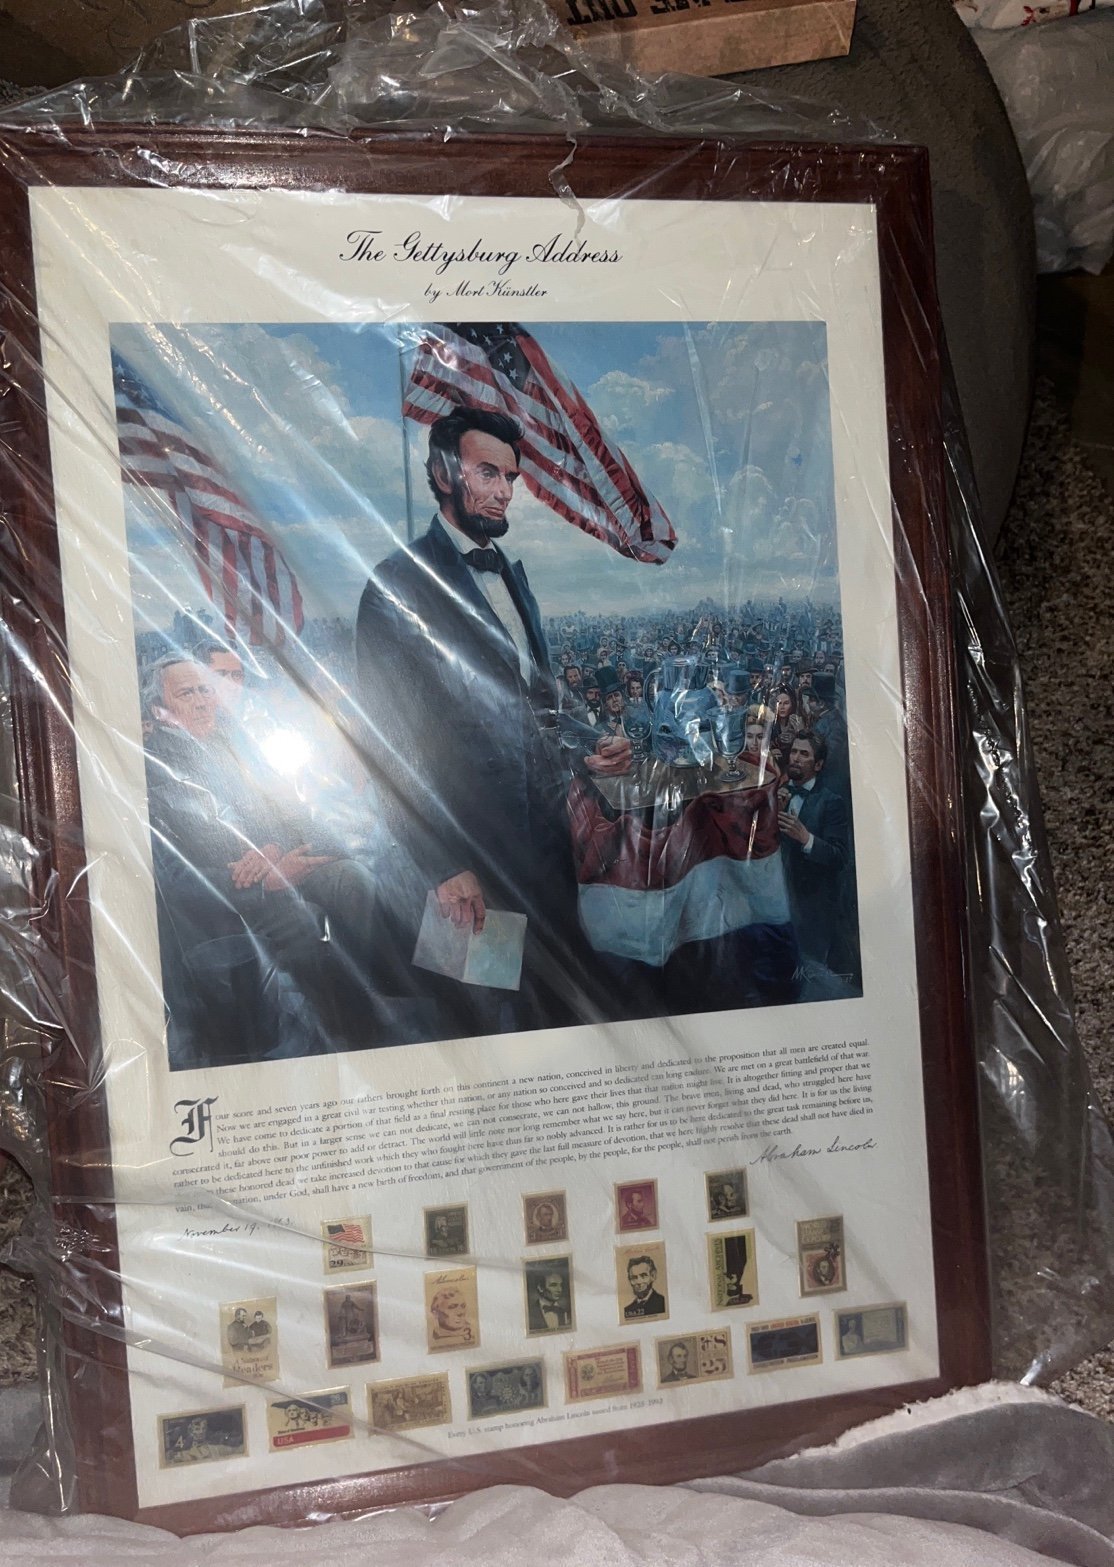 The Gettysburg Address
by Mort Künstler
Four score and seven years ago our fathers brought forth on this continent a new nation, conceived in liberty and dedicated to the proposition that all men are created equal.
Now we are engaged in a great civil war testing whether that nation, or any nation so conceived and so dedicated can long endure. We are met on a great battlefield of that war.
We have come to dedicate a portion of that field as a final resting place for those who here gave their lives that that nation might live. It is altogether fitting and proper that we
should do this. But in a larger sense we can not dedicate, we can not consecrate, we can not hallow, this ground. The brave men, living and dead, who struggled here have
consecrated it, far above our poor power to add or detract. The world will little note nor long remember what we say here, but it can never forget what they did here. It is for us the living
rather to be dedicated here to the unfinished work which they who fought here have thus far so nobly advanced. It is rather for us to be here dedicated to the great task remaining before us,
these honored dead we take increased devotion to that cause for which they gave the last full measure of devotion, that we here highly resolve that these dead shall not have died in
vain, nation, under God, shall have a new birth of freedom, and that government of the people, by the people, for the people, shall not perish from the earth.
Abraham Lincoln
November 19,
29
3
1
4
USA
Every U.S. stamp honoring Abraham Lincoln issued from